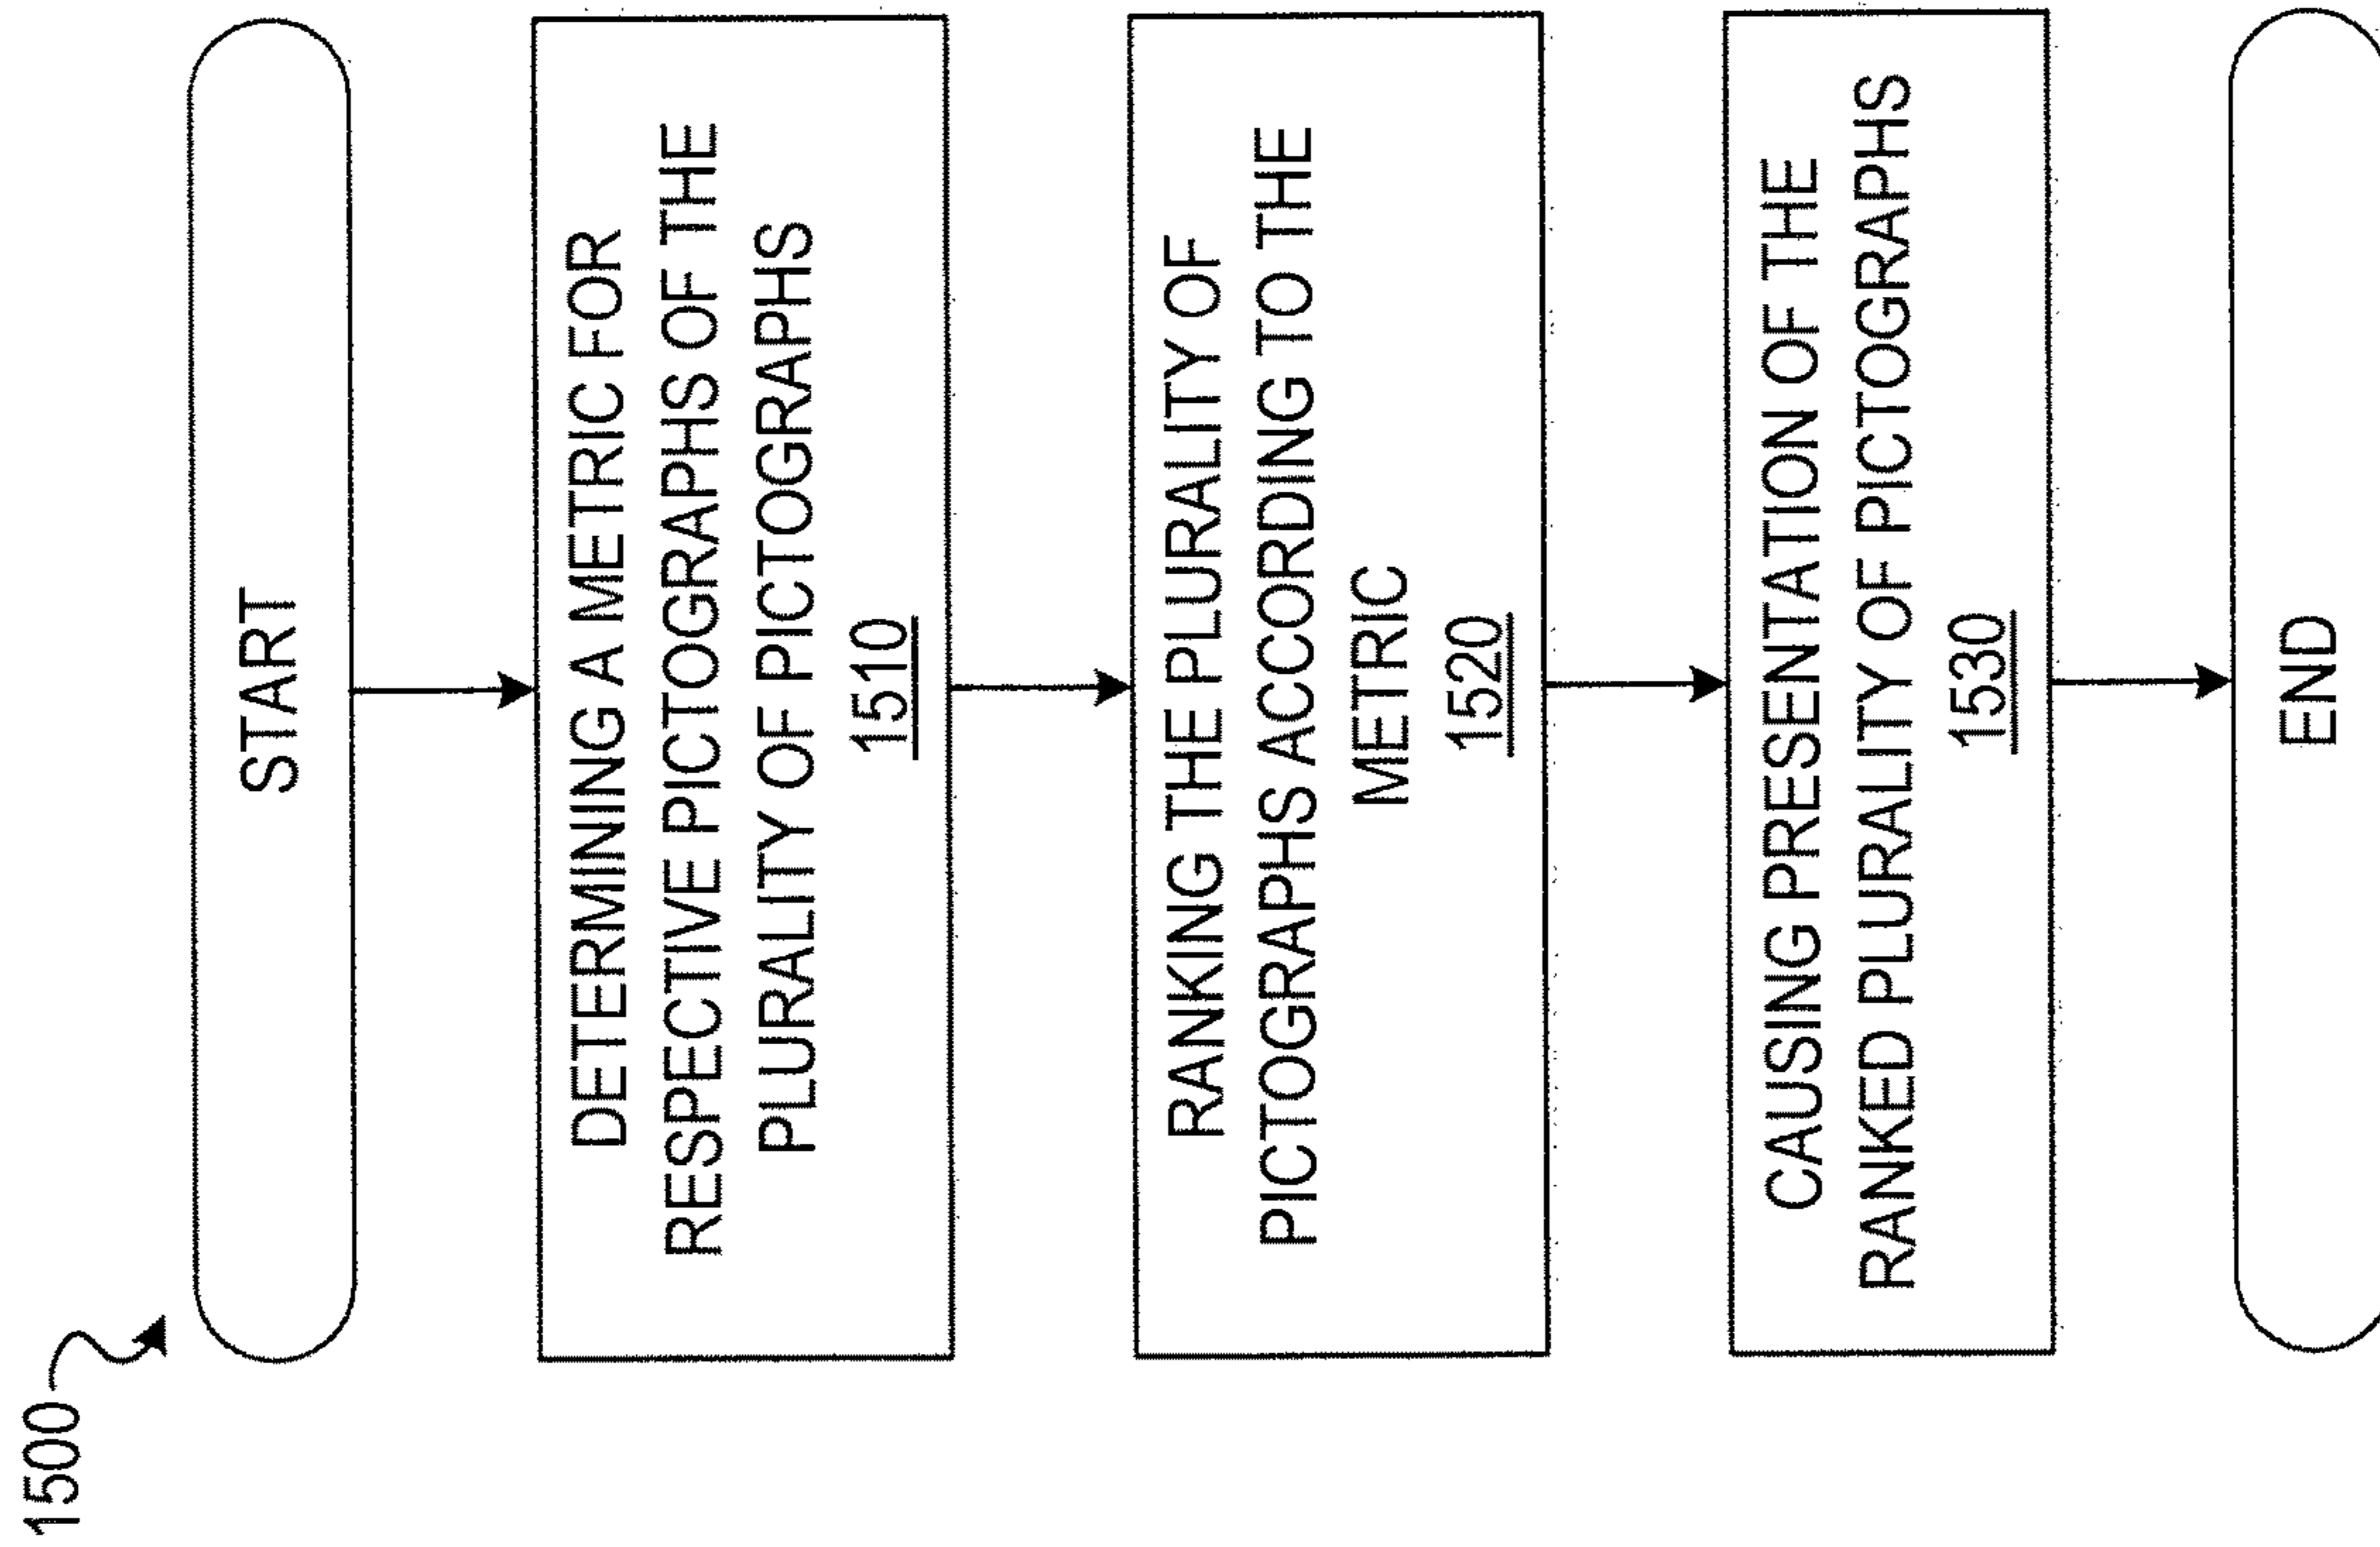 1500
START
DETERMINING A METRIC FOR
RESPECTIVE PICTOGRAPHS OF THE
PLURALITY OF PICTOGRAPHS
1510
RANKING THE PLURALITY OF
PICTOGRAPHS ACCORDING TO THE
METRIC
1520
CAUSING PRESENTATION OF THE
RANKED PLURALITY OF PICTOGRAPHS
1530
END